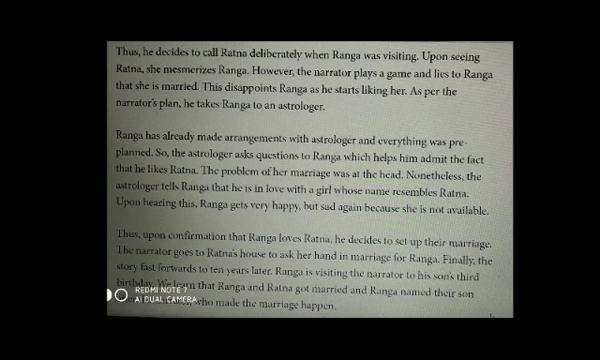 Thus, he decides to call Ratna deliberately when Ranga was visiting. Upon seeing
Ratna, she mesmerizes Ranga. However, the narrator plays a game and lies to Ranga
that she is married. This disappoints Ranga as he starts liking her. As per the
narrator's plan, he takes Ranga to an astrologer.
Ranga has already made arrangements with astrologer and everything was pre-
planned. So, the astrologer asks questions to Ranga which helps him admit the fact
that he likes Ratna. The problem of her marriage was at the head. Nonetheless, the
astrologer tells Ranga that he is in love with a girl whose name resembles Ratna.
Upon hearing this, Ranga gets very happy, but sad again because she is not available.
Thus, upon confirmation that Ranga loves Ratna, he decides to set up their marriage.
The narrator goes to Ratna's house to ask her hand in marriage for Ranga. Finally, the
story fast forwards to ten years later. Ranga is visiting the narrator to his son's third
birthday. We learn that Ranga and Ratna got married and Ranga named their son
who made the marriage happen.
REDMI NOTE 7
AI DUAL CAMERA